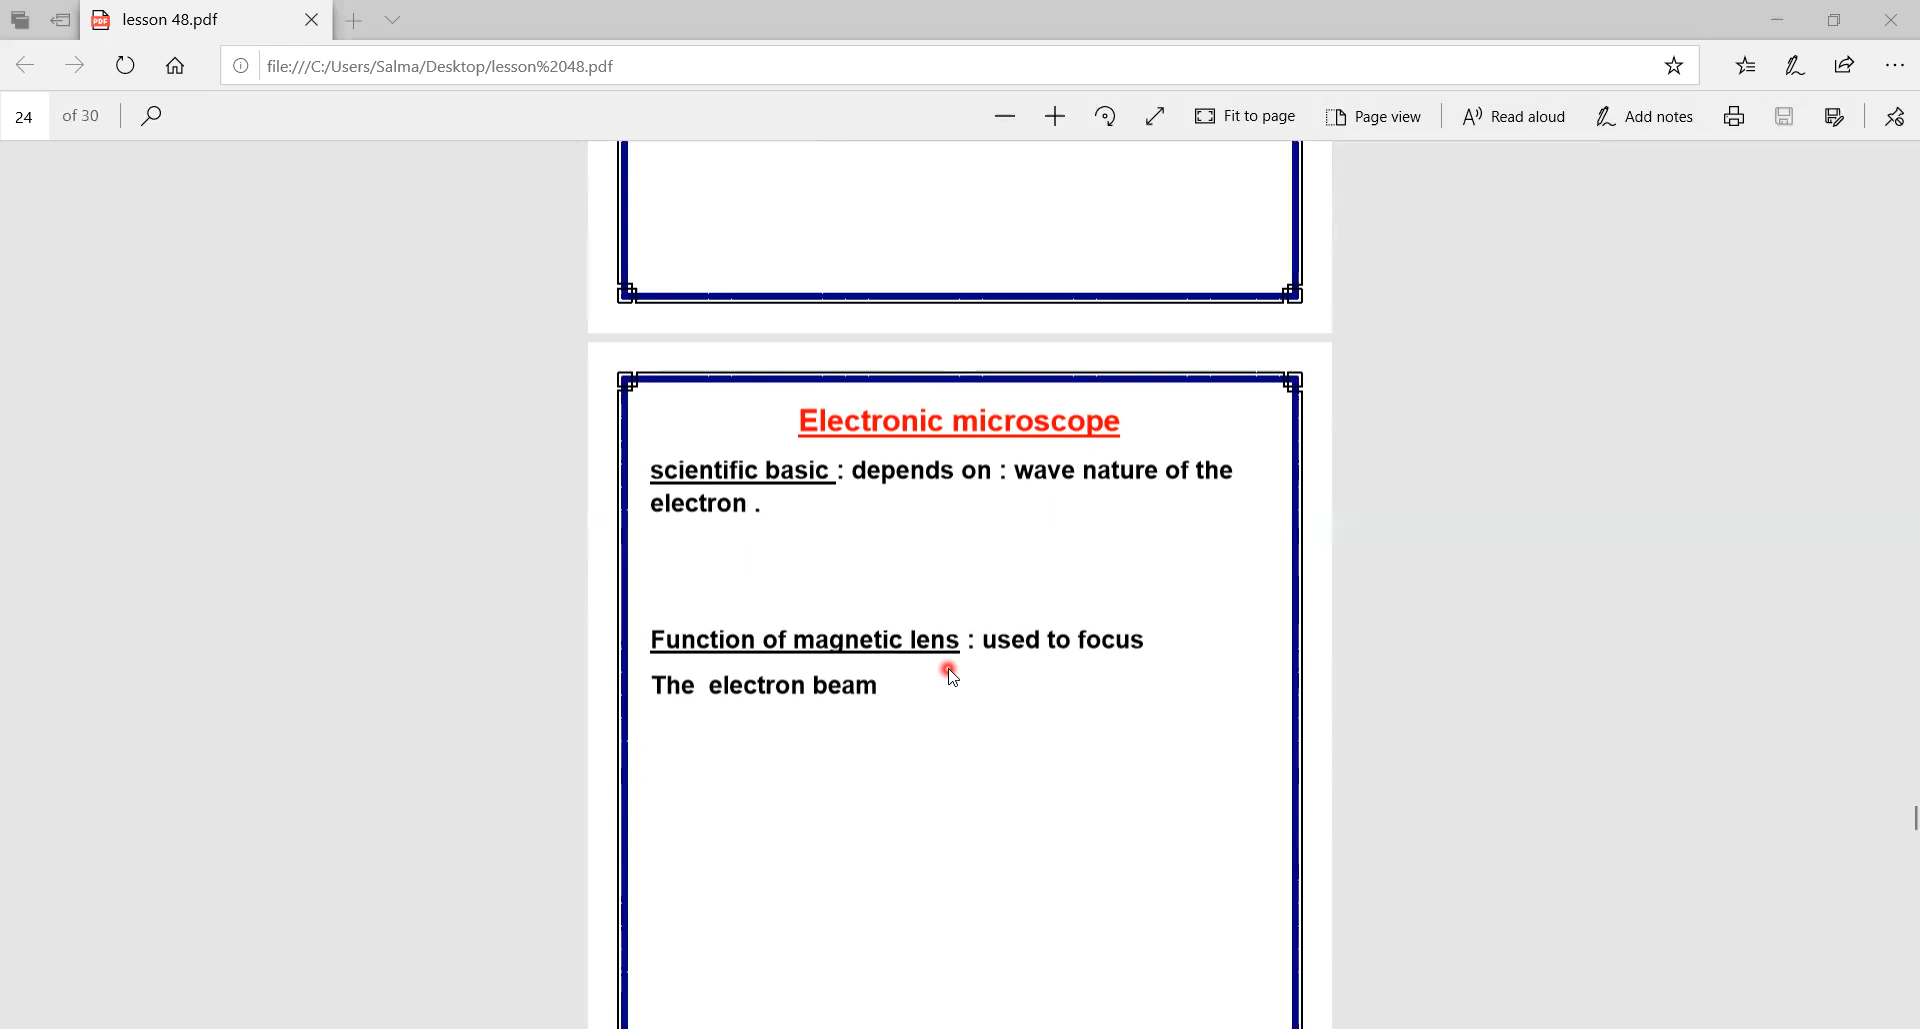 lesson 48.pdf
file:///C:/Users/Salma/Desktop/lesson%2048.pdf
24 of 30
Fit to page
Page view
Read aloud
Add notes
Electronic microscope
scientific basic : depends on : wave nature of the
electron .
Function of magnetic lens : used to focus
The electron beam